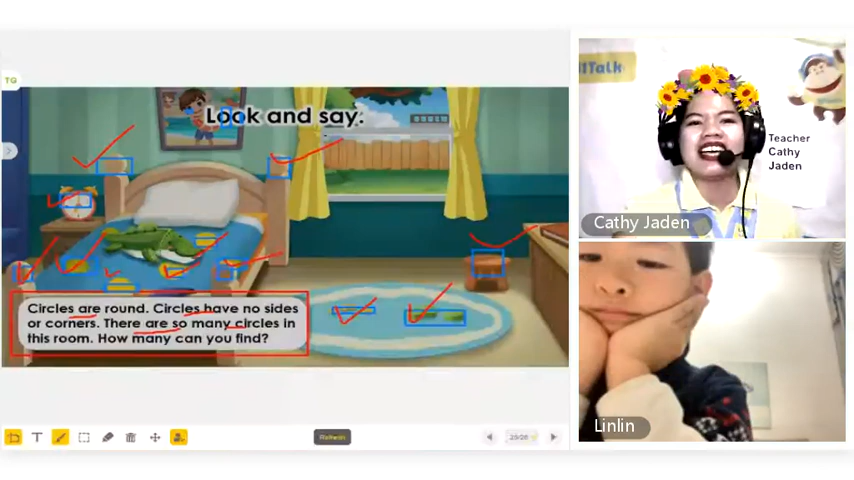 TG
Look and say.
Circles are round. Circles have no sides
or corners. There are so many circles in
this room. How many can you find?
T
Refresh
Talk
Teacher
Cathy
Jaden
Cathy Jaden
Linlin